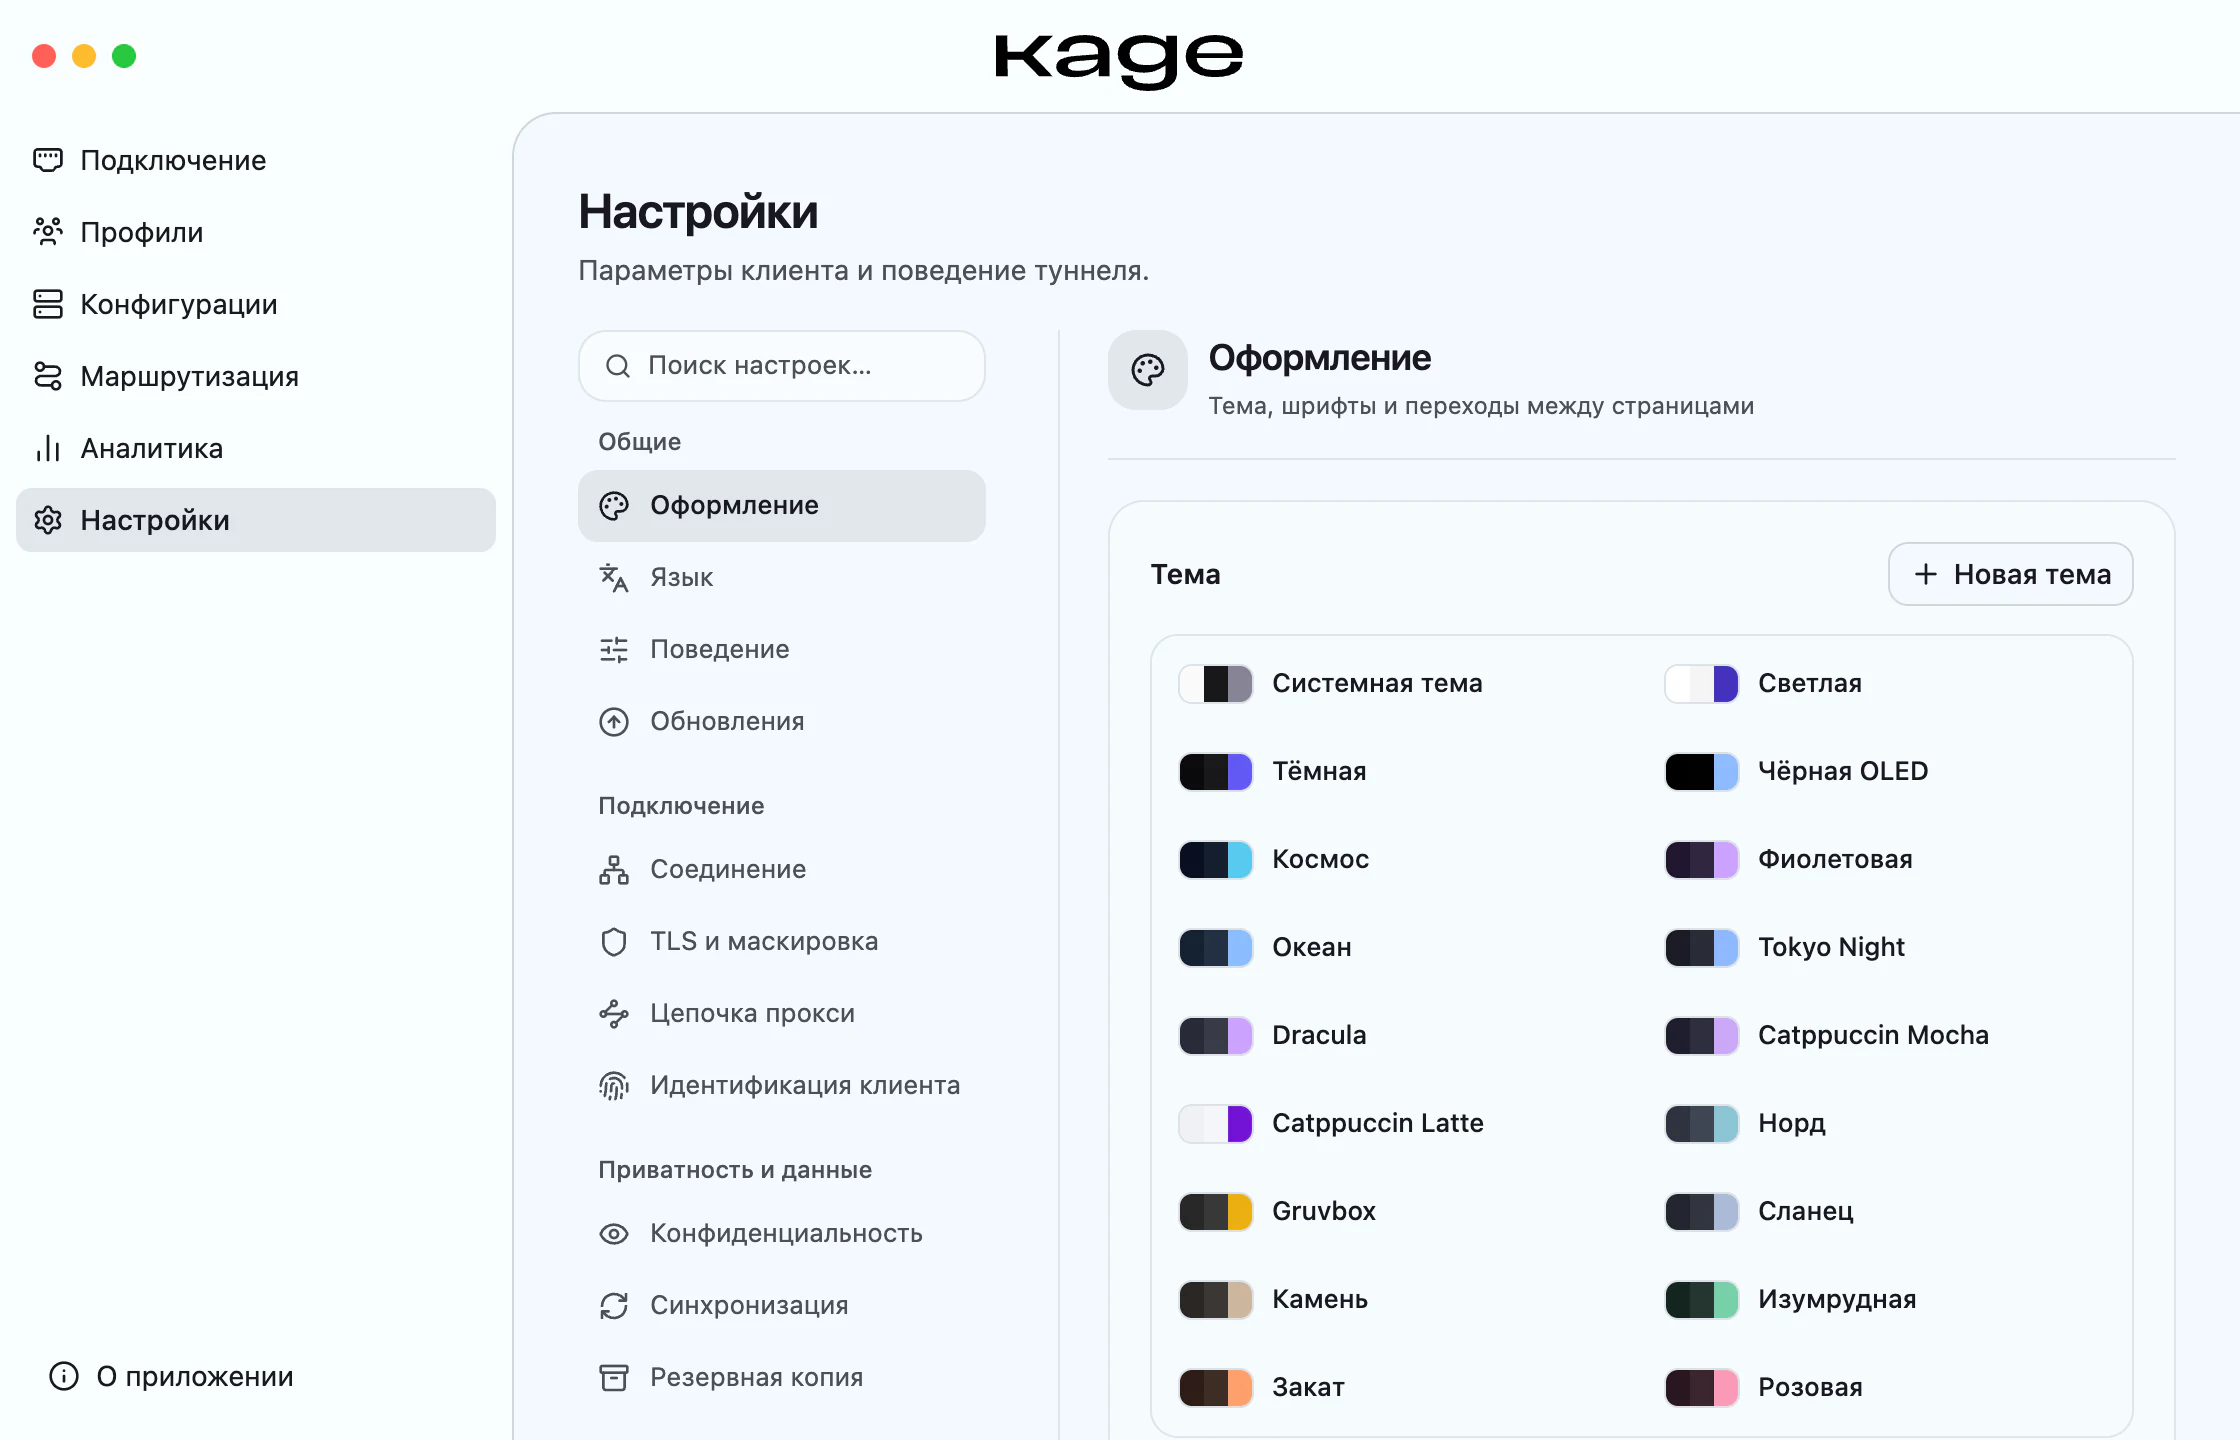 kage
Подключение
Профили
Конфигурации
Маршрутизация
Аналитика
Настройки
О приложении
Настройки
Параметры клиента и поведение туннеля.
Поиск настроек...
Общие
Оформление
Язык
Поведение
Обновления
Подключение
Соединение
TLS и маскировка
Цепочка прокси
Идентификация клиента
Приватность и данные
Конфиденциальность
Синхронизация
Резервная копия
Оформление
Тема, шрифты и переходы между страницами
Тема
Новая тема
Системная тема
Светлая
Тёмная
Чёрная OLED
Космос
Фиолетовая
Океан
Tokyo Night
Dracula
Catppuccin Mocha
Catppuccin Latte
Норд
Gruvbox
Сланец
Камень
Изумрудная
Закат
Розовая